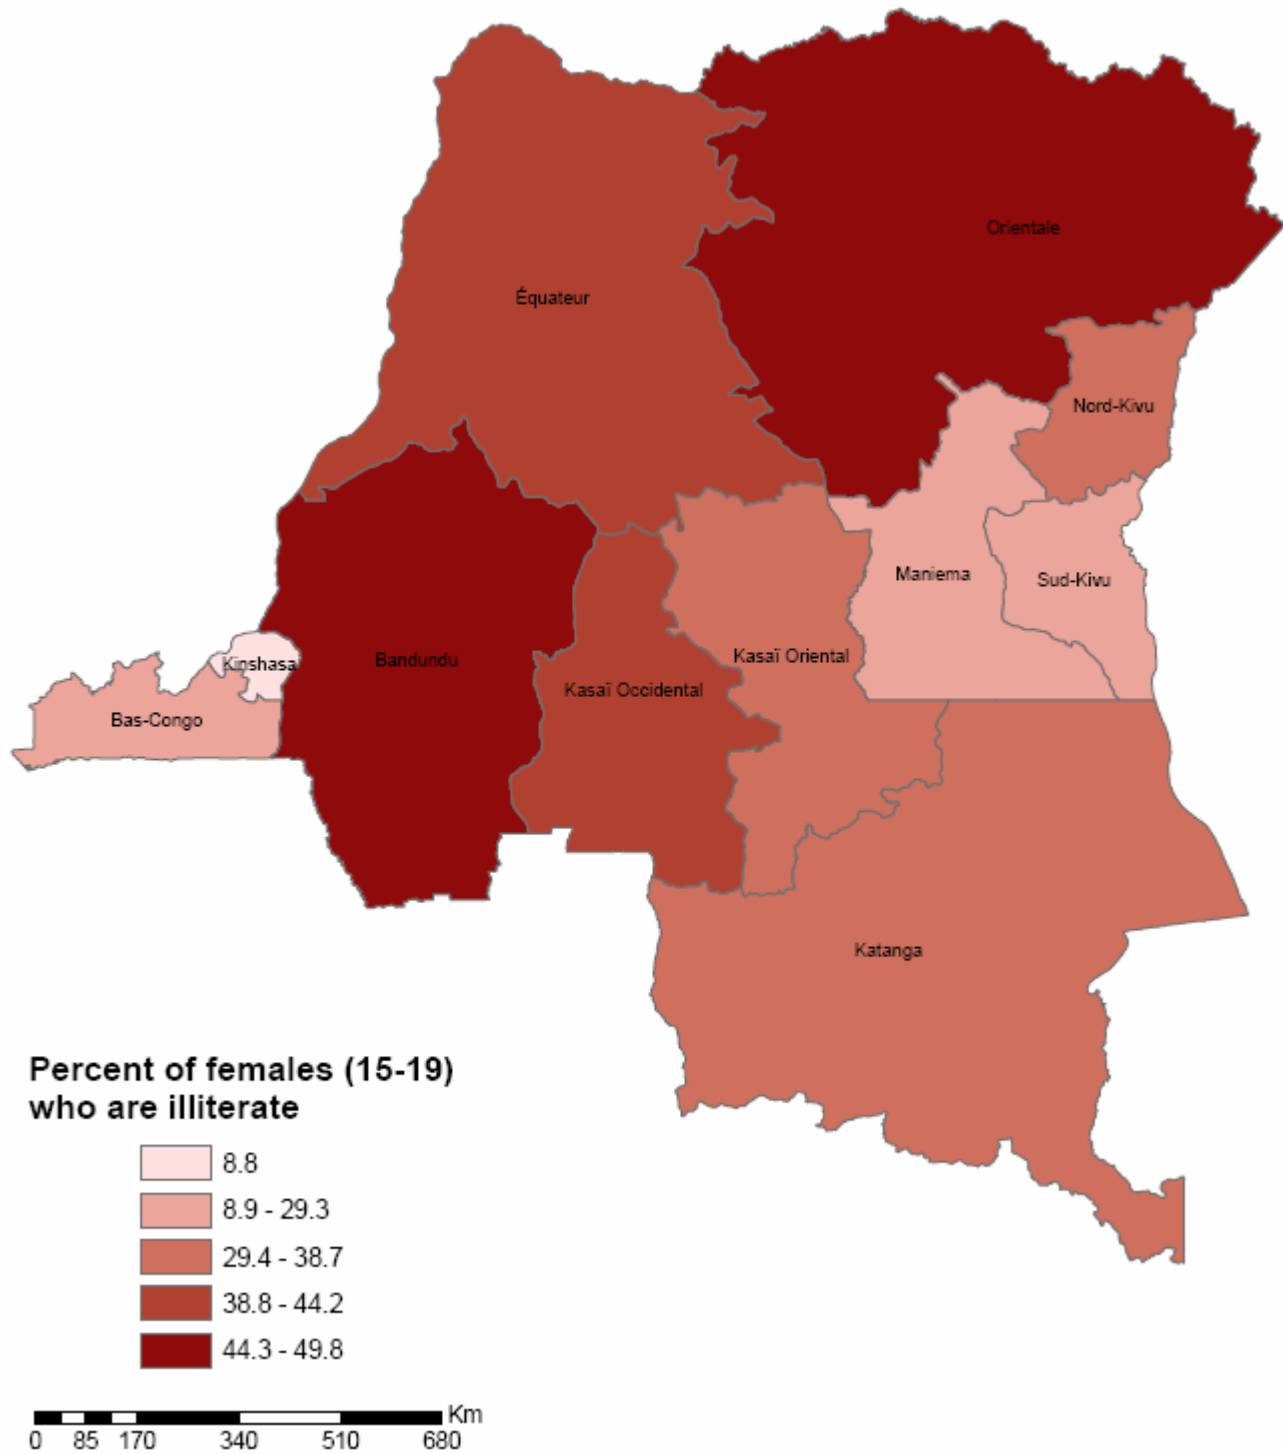 Orientale
Équateur
Nord-Kivu
Maniema
Sud-Kivu
Kinshasa
Bandundu
Kasaï Oriental
Kasaï Occidental
Bas-Congo
Katanga
Percent of females (15-19)
who are illiterate
8.8
8.9 - 29.3
29.4 - 38.7
38.8 - 44.2
44.3 - 49.8
Km
0 85 170 340 510 680